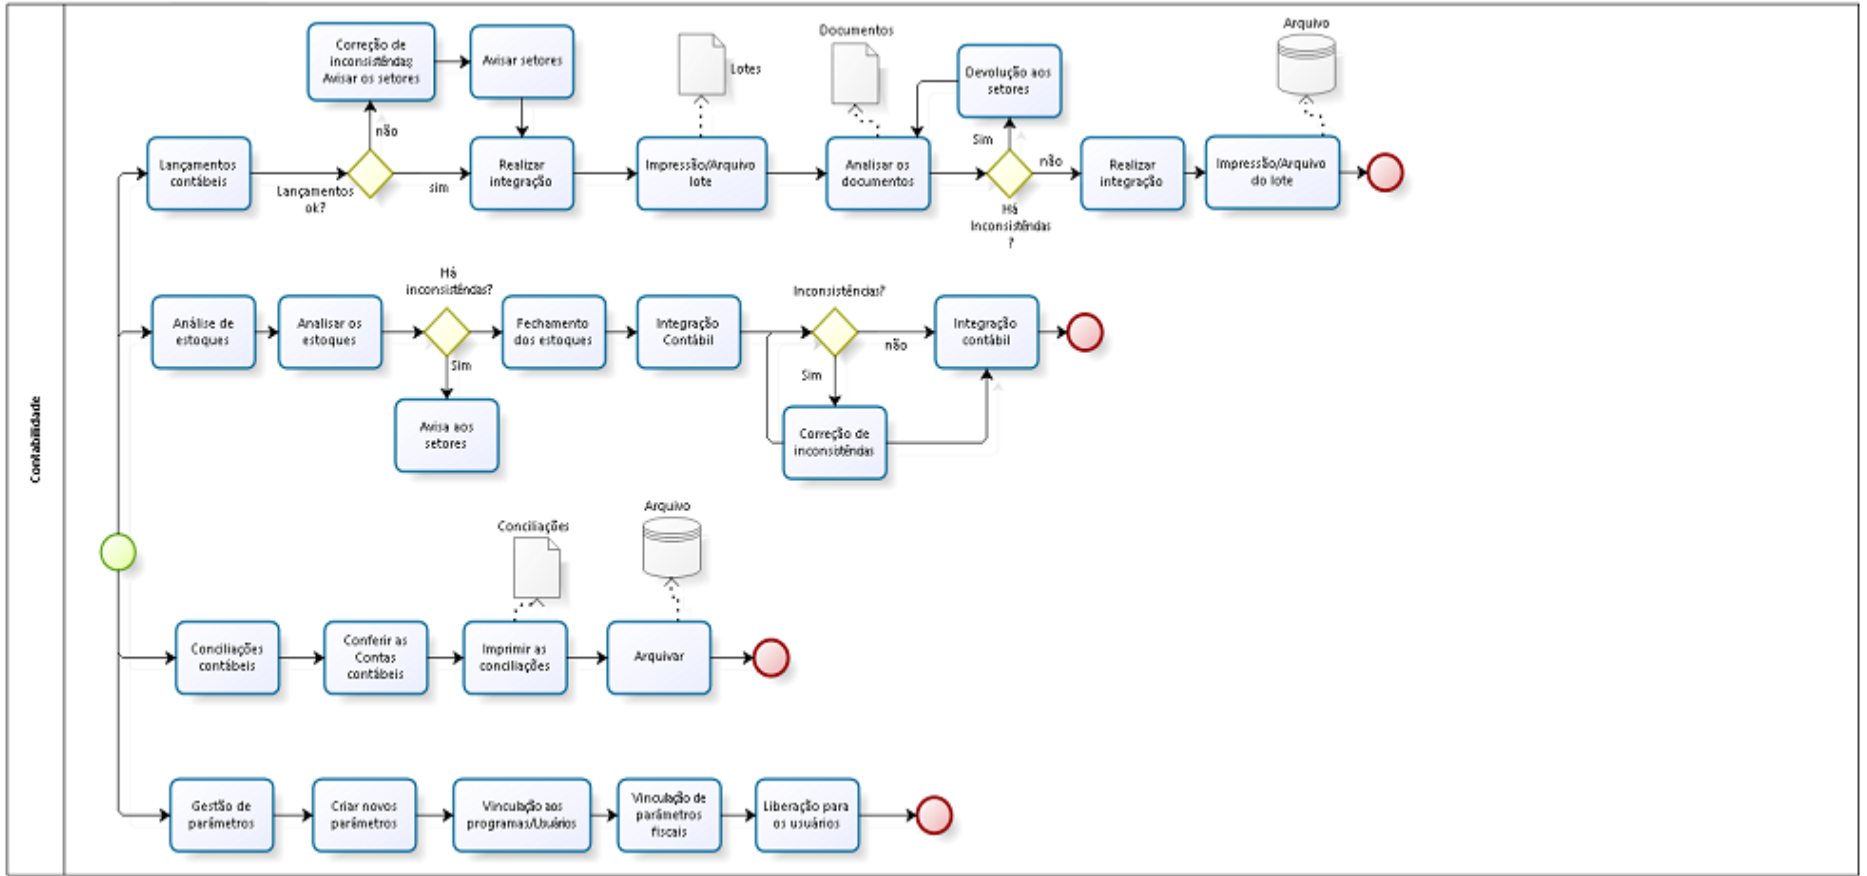 Contabilidade
Correção de
inconsistências
Avisar os setores
Avisar setores
Lotes
Documentos
Devolução aos
setores
Arquivo
não
Lançamentos
contábeis
Lançamentos
ok?
sim
Realizar
integração
Impressão/Arquivo
lote
Analisar os
documentos
Sim
Há
Inconsistências
?
não
Realizar
integração
Impressão/Arquivo
do lote
Análise de
estoques
Analisar os
estoques
Há
inconsistências?
Sim
Avisa aos
setores
Fechamento
dos estoques
Integração
Contábil
Inconsistências?
não
Sim
Correção de
inconsistências
Integração
contábil
Conciliações
Arquivo
Conciliações
contábeis
Conferir as
Contas
contábeis
Imprimir as
conciliações
Arquivar
Gestão de
parâmetros
Criar novos
parâmetros
Vinculação aos
programas/Usuários
Vinculação de
parâmetros
fiscais
Liberação para
os usuários